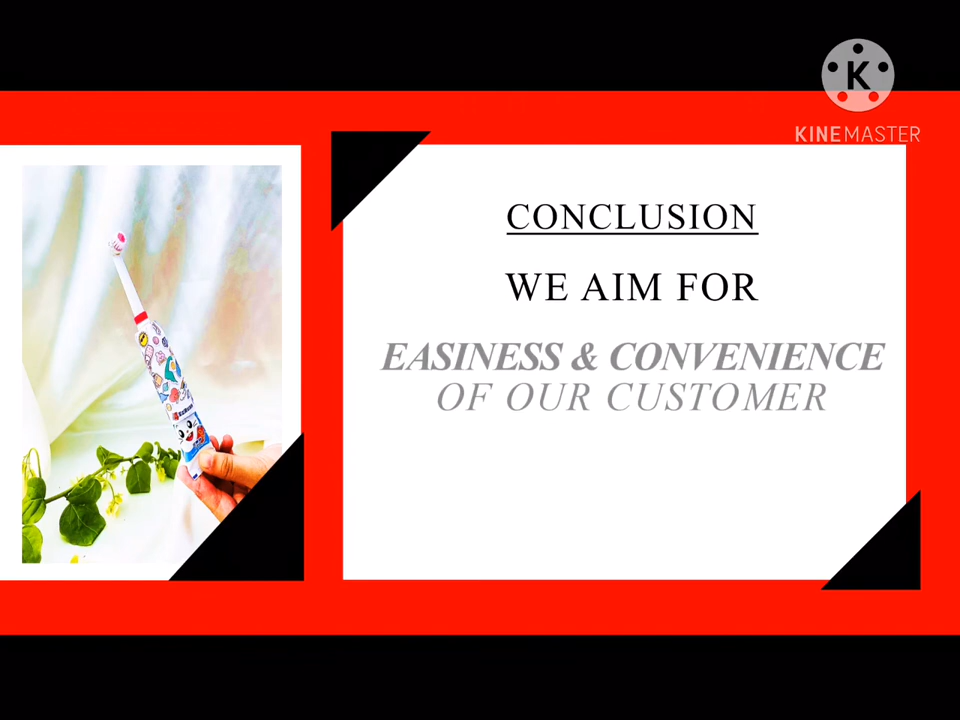 K
KINEMASTER
CONCLUSION
WE AIM FOR
EASINESS & CONVENIENCE
OF OUR CUSTOMER